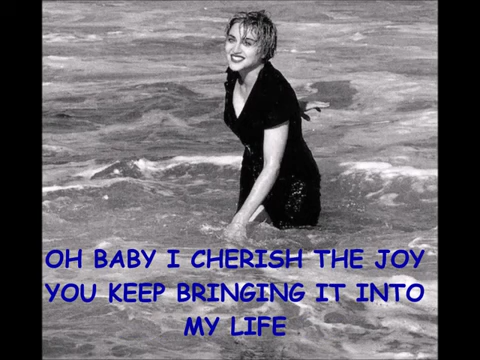 OH BABY I CHERISH THE JOY
YOU KEEP BRINGING IT INTO
MY LIFE